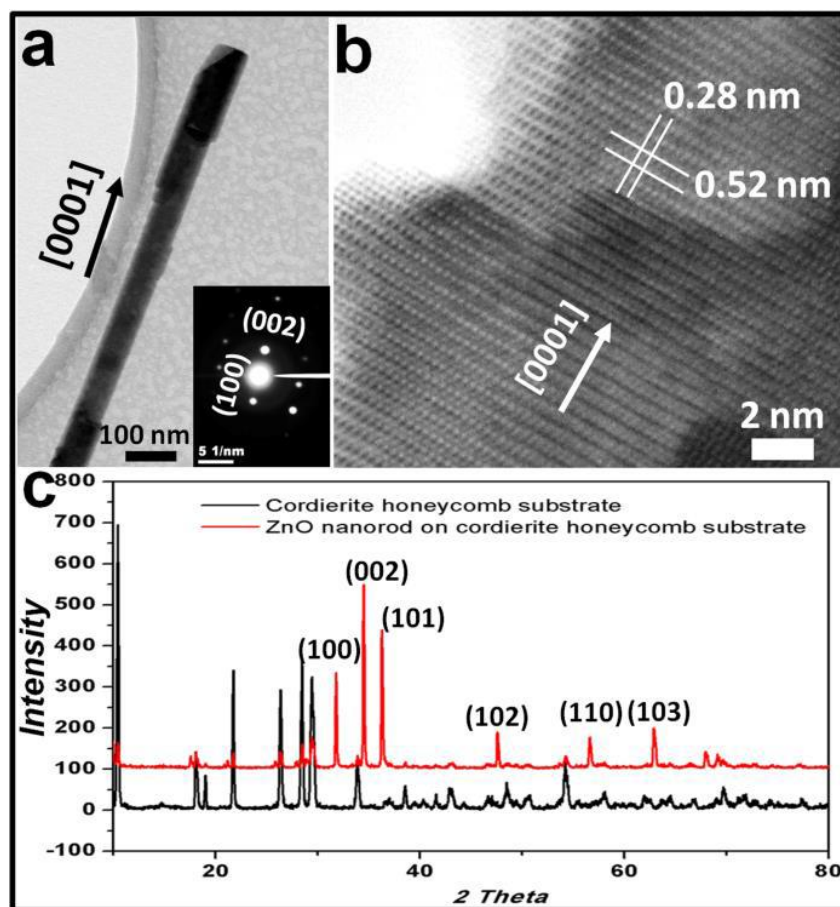 a
[0001]
(002)
(100)
100 nm
5 1/nm
b
0.28 nm
0.52 nm
[0001]
2 nm
c
800
Cordierite honeycomb substrate
ZnO nanorod on cordierite honeycomb substrate
700
600
(002)
500
(101)
400
(100)
300
(102)
(110)
(103)
200
100
0
-100
Intensity
20
40
60
80
2 Theta